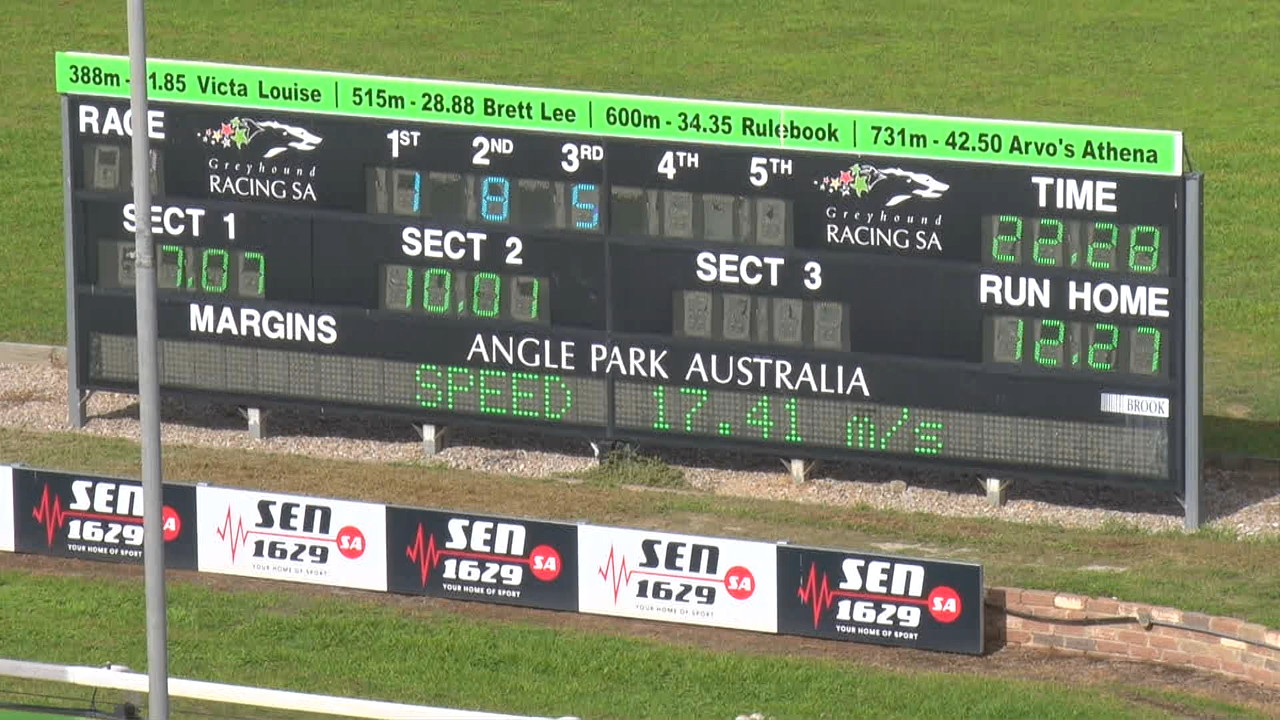 388m - 1.85 Victa Louise | 515m - 28.88 Brett Lee | 600m - 34.35 Rulebook | 731m - 42.50 Arvo's Athena
RACE
Greyhound
RACING SA
1ST 2ND 3RD 4TH 5TH
1 8 5
Greyhound
RACING SA
TIME
22.28
SECT 1
7.07
SECT 2
10.07
SECT 3
RUN HOME
12.27
MARGINS
ANGLE PARK AUSTRALIA
BROOK
SPEED 17.41 m/s
SEN
1629
A
YOUR HOME OF SPORT
SEN
1629
SA
YOUR HOME OF SPORT
SEN
1629
SA
YOUR HOME OF SPORT
SEN
1629
SA
YOUR HOME OF SPORT
SEN
1629
SA
YOUR HOME OF SPORT